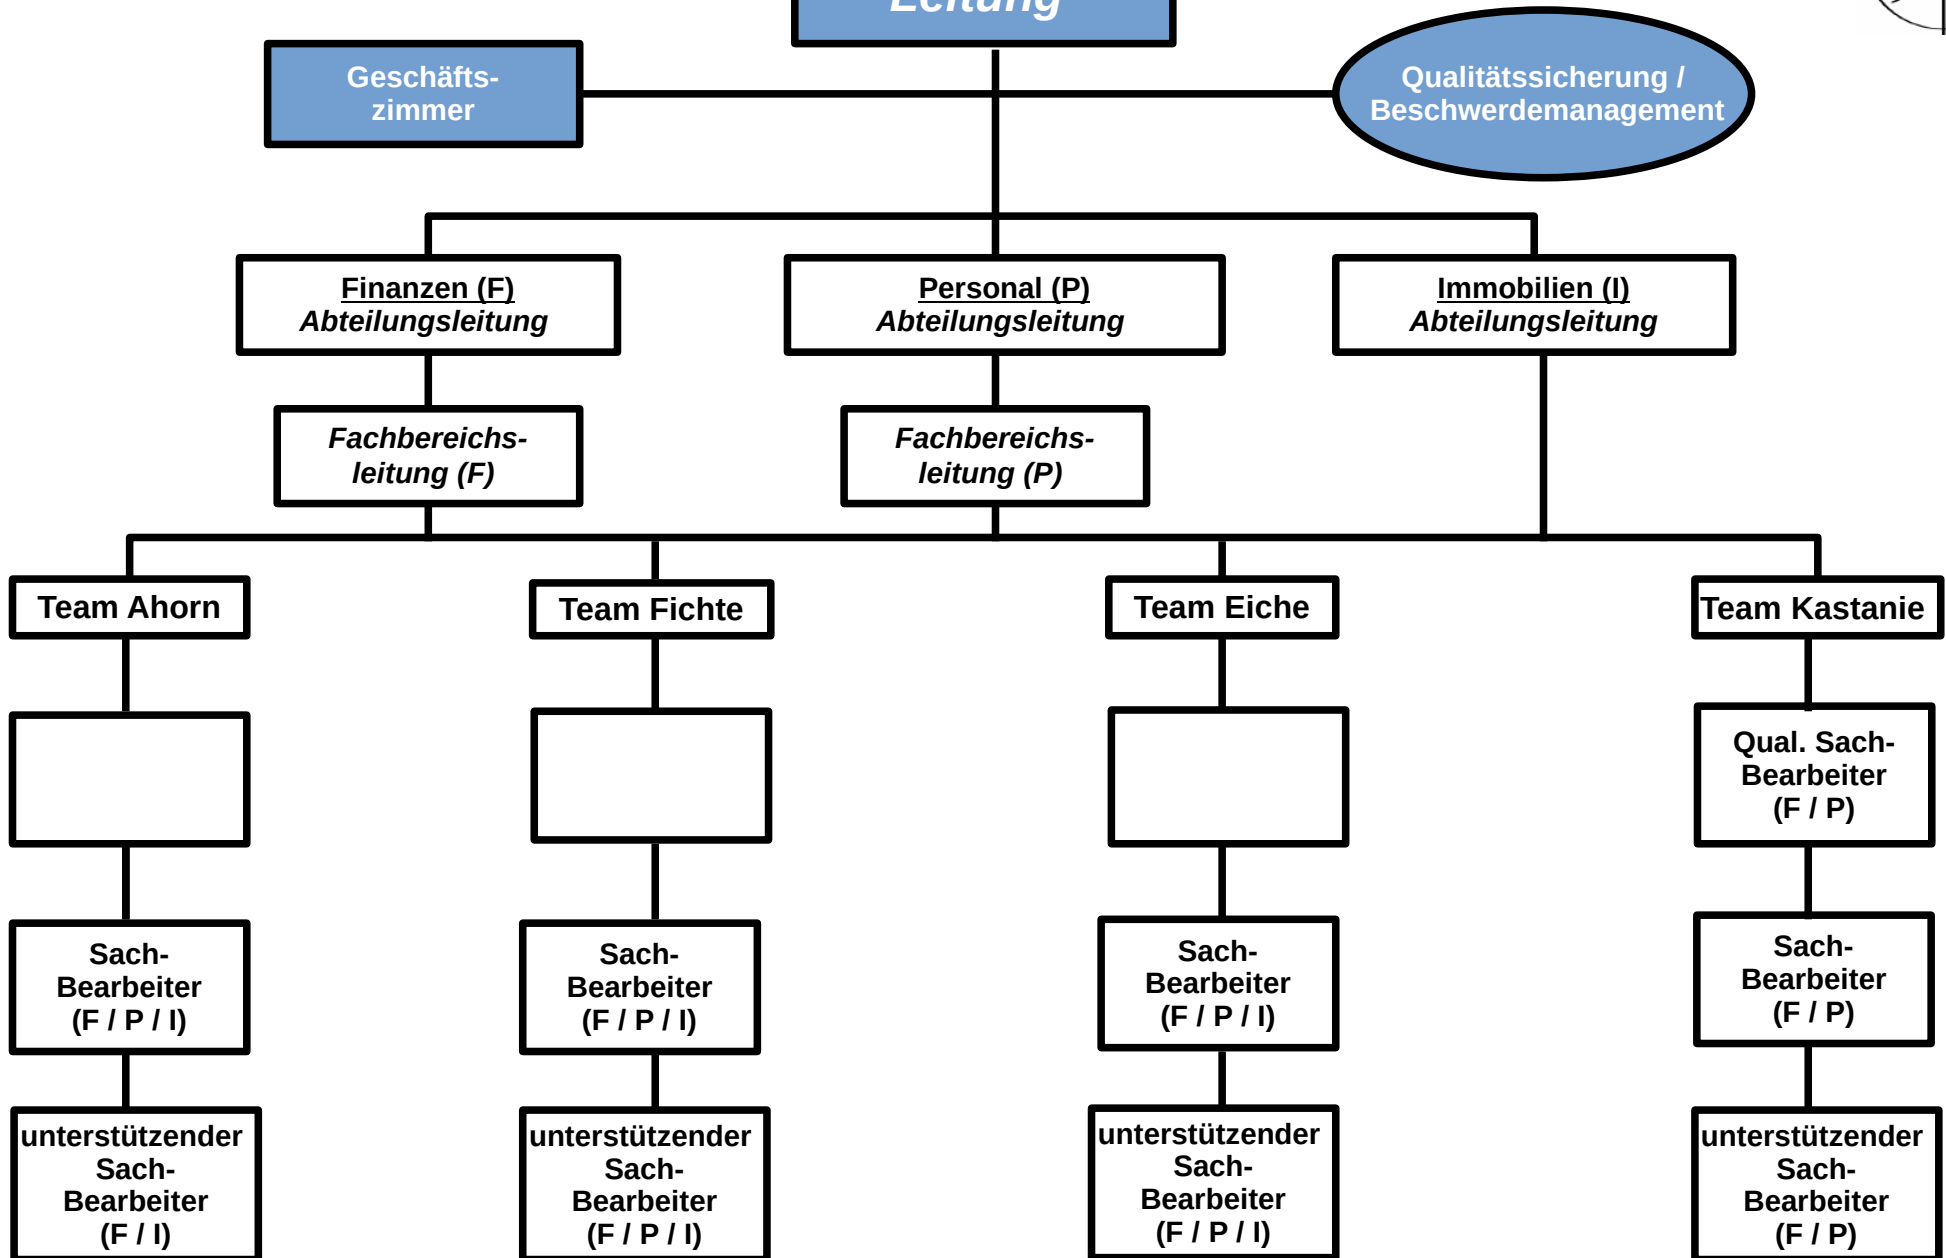 Leitung
Geschäfts-
zimmer
Qualitätssicherung /
Beschwerdemanagement
Finanzen (F)
Abteilungsleitung
Personal (P)
Abteilungsleitung
Immobilien (I)
Abteilungsleitung
Fachbereichs-
leitung (F)
Fachbereichs-
leitung (P)
Team Ahorn
Team Fichte
Team Eiche
Team Kastanie
Qual. Sach-
Bearbeiter
(F / P)
Sach-
Bearbeiter
(F / P / I)
Sach-
Bearbeiter
(F / P / I)
Sach-
Bearbeiter
(F / P / I)
Sach-
Bearbeiter
(F / P)
unterstützender
Sach-
Bearbeiter
(F / I)
unterstützender
Sach-
Bearbeiter
(F / P / I)
unterstützender
Sach-
Bearbeiter
(F / P / I)
unterstützender
Sach-
Bearbeiter
(F / P)